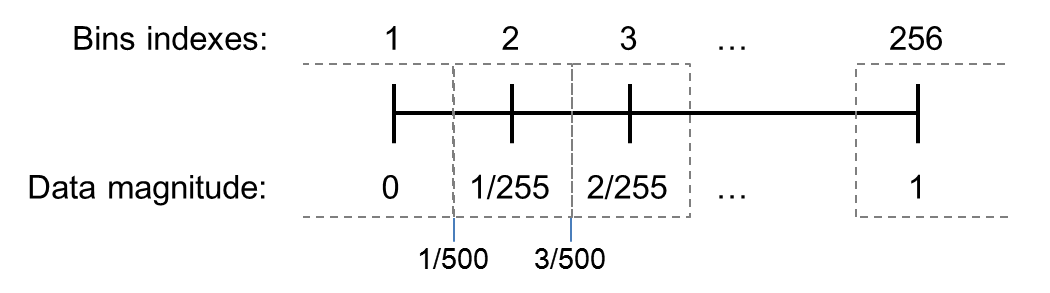 Bins indexes: 1 2 3 … 256
Data magnitude: 0 1/255 2/255 … 1
1/500 3/500